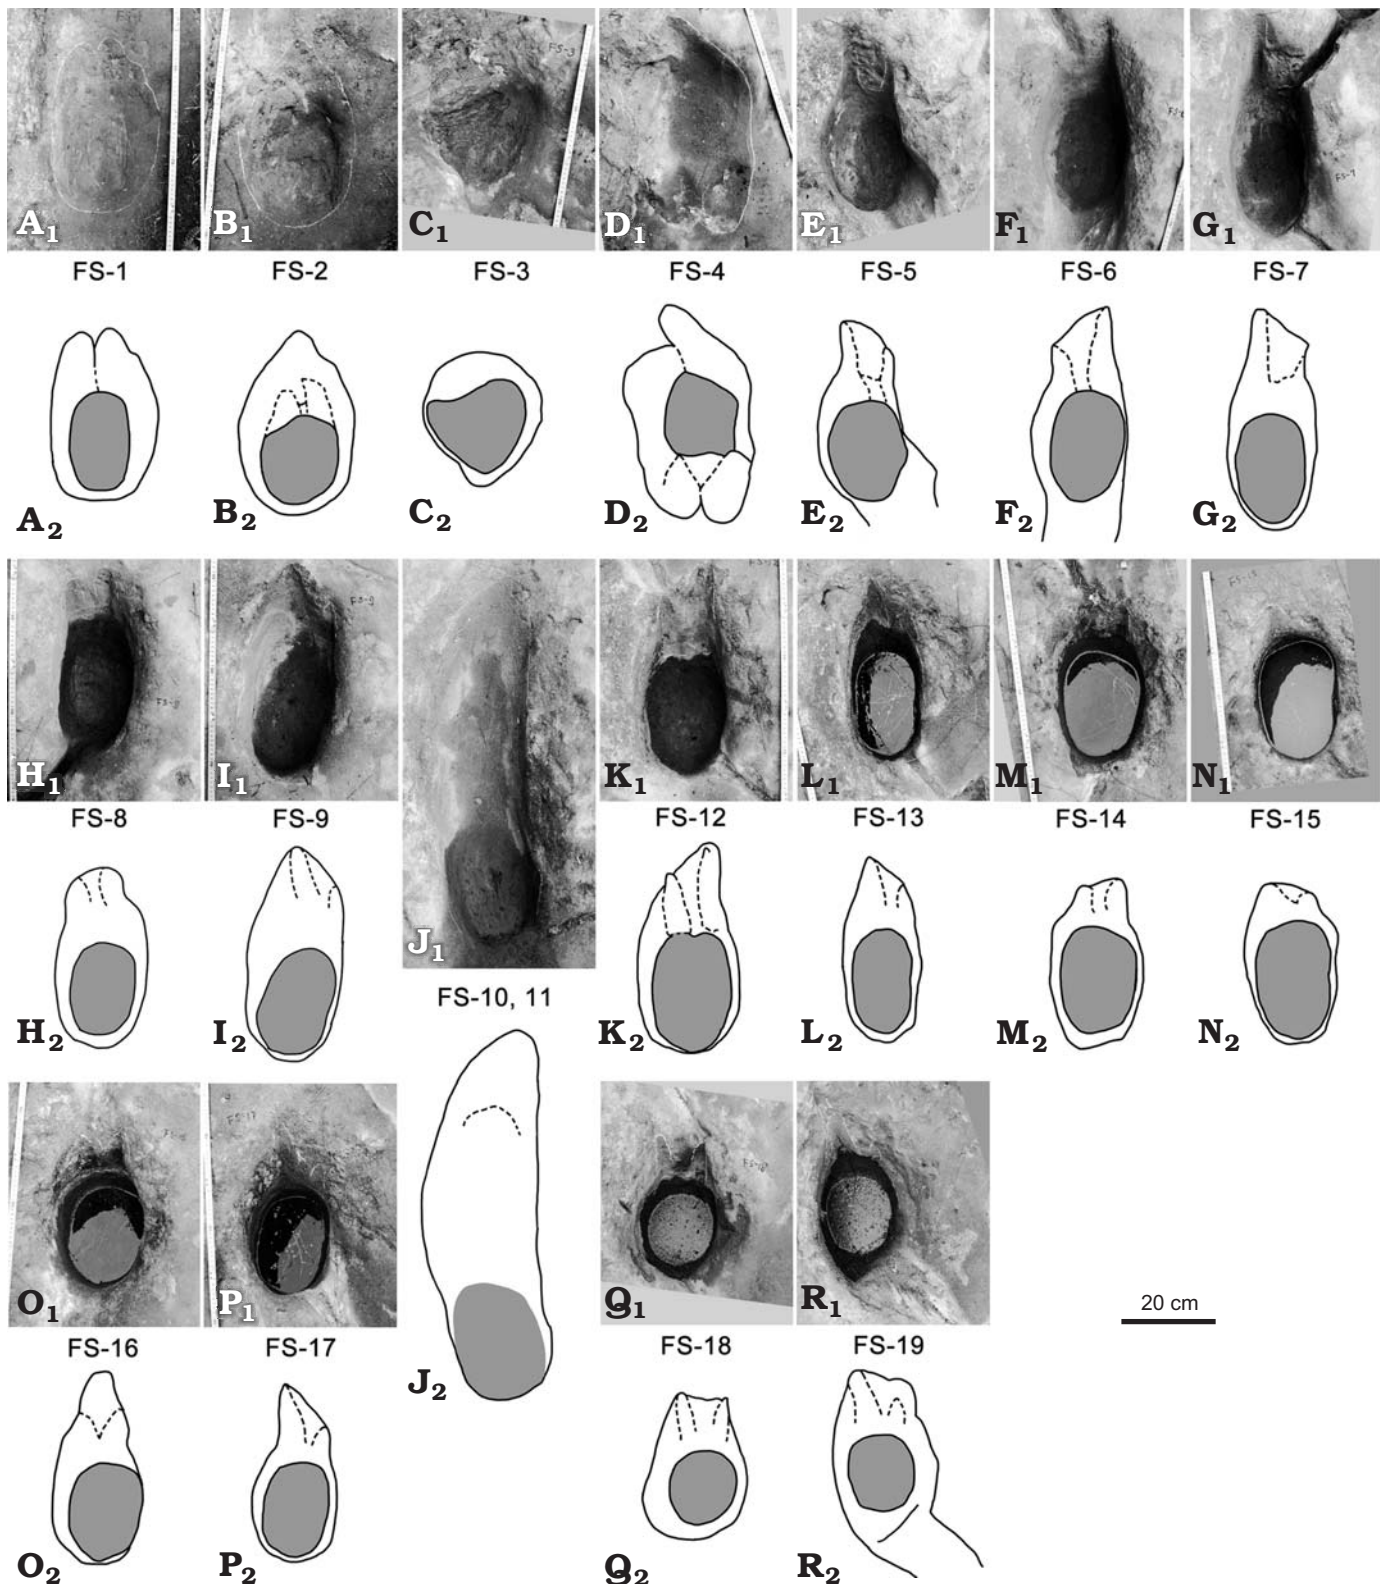 A1 B1 C1 D1 E1 F1 G1
FS-1 FS-2 FS-3 FS-4 FS-5 FS-6 FS-7
A2 B2 C2 D2 E2 F2 G2
H1 I1 J1 K1 L1 M1 N1
FS-8 FS-9 FS-12 FS-13 FS-14 FS-15
FS-10, 11
H2 I2 K2 L2 M2 N2
O1 P1 Q1 R1
20 cm
FS-16 FS-17 FS-18 FS-19
J2
O2 P2 Q2 R2